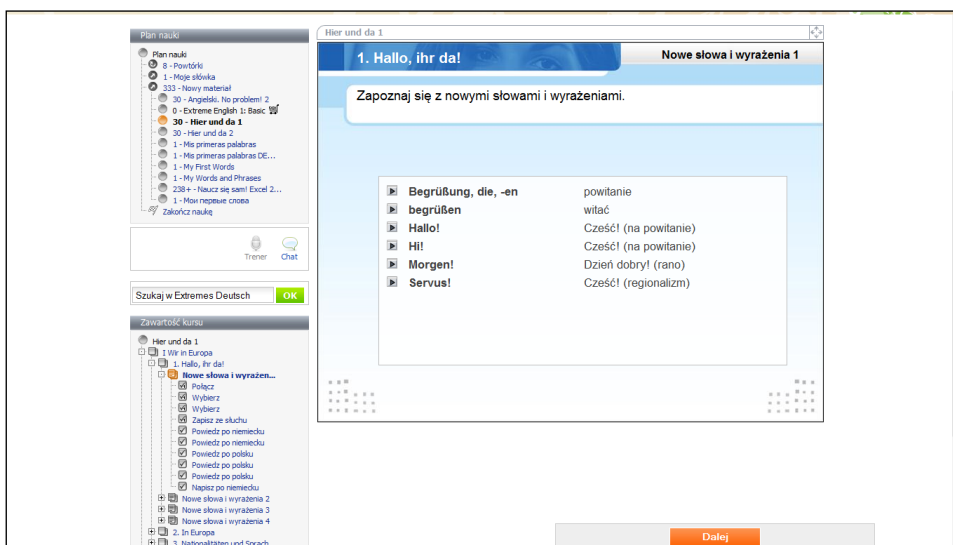 Plan nauki
Plan nauki
8 - Powtórki
1 - Moje słówka
333 - Nowy materiał
30 - Angielski. No problem! 2
0 - Extreme English 1: Basic
30 - Hier und da 1
30 - Hier und da 2
1 - Mis primeras palabras
1 - Mis primeras palabras DE...
1 - My First Words
1 - My Words and Phrases
238+ - Naucz się sam! Excel 2...
1 - Мои первые слова
Zakończ naukę
Trener Chat
Szukaj w Extremes Deutsch OK
Zawartość kursu
Hier und da 1
I Wir in Europa
1. Hallo, ihr da!
Nowe słowa i wyrażen...
Połącz
Wybierz
Wybierz
Zapisz ze słuchu
Powiedz po niemiecku
Powiedz po niemiecku
Powiedz po polsku
Powiedz po polsku
Powiedz po polsku
Napisz po niemiecku
Nowe słowa i wyrażenia 2
Nowe słowa i wyrażenia 3
Nowe słowa i wyrażenia 4
2. In Europa
3. Nationalitäten und Sprach...
Hier und da 1
1. Hallo, ihr da! Nowe słowa i wyrażenia 1
Zapoznaj się z nowymi słowami i wyrażeniami.
Begrüßung, die, -en powitanie
begrüßen witać
Hallo! Cześć! (na powitanie)
Hi! Cześć! (na powitanie)
Morgen! Dzień dobry! (rano)
Servus! Cześć! (regionalizm)
Dalej